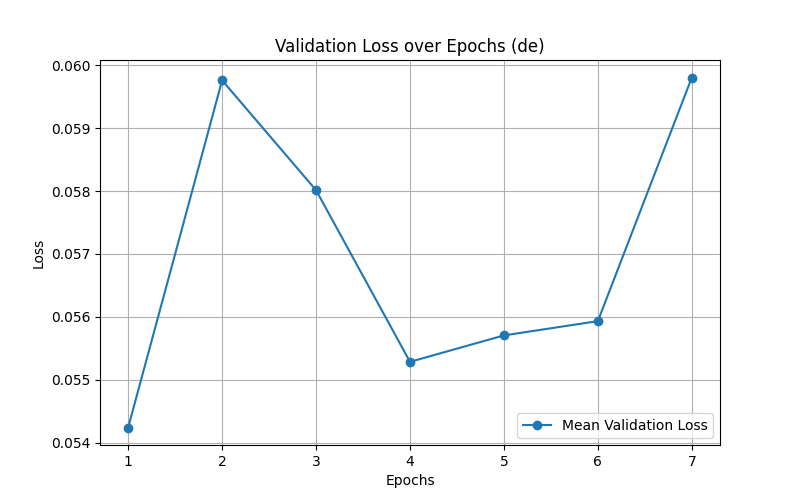 Validation Loss over Epochs (de)
0.060
0.059
0.058
0.057
0.056
0.055
0.054
Loss
Mean Validation Loss
1 2 3 4 5 6 7
Epochs